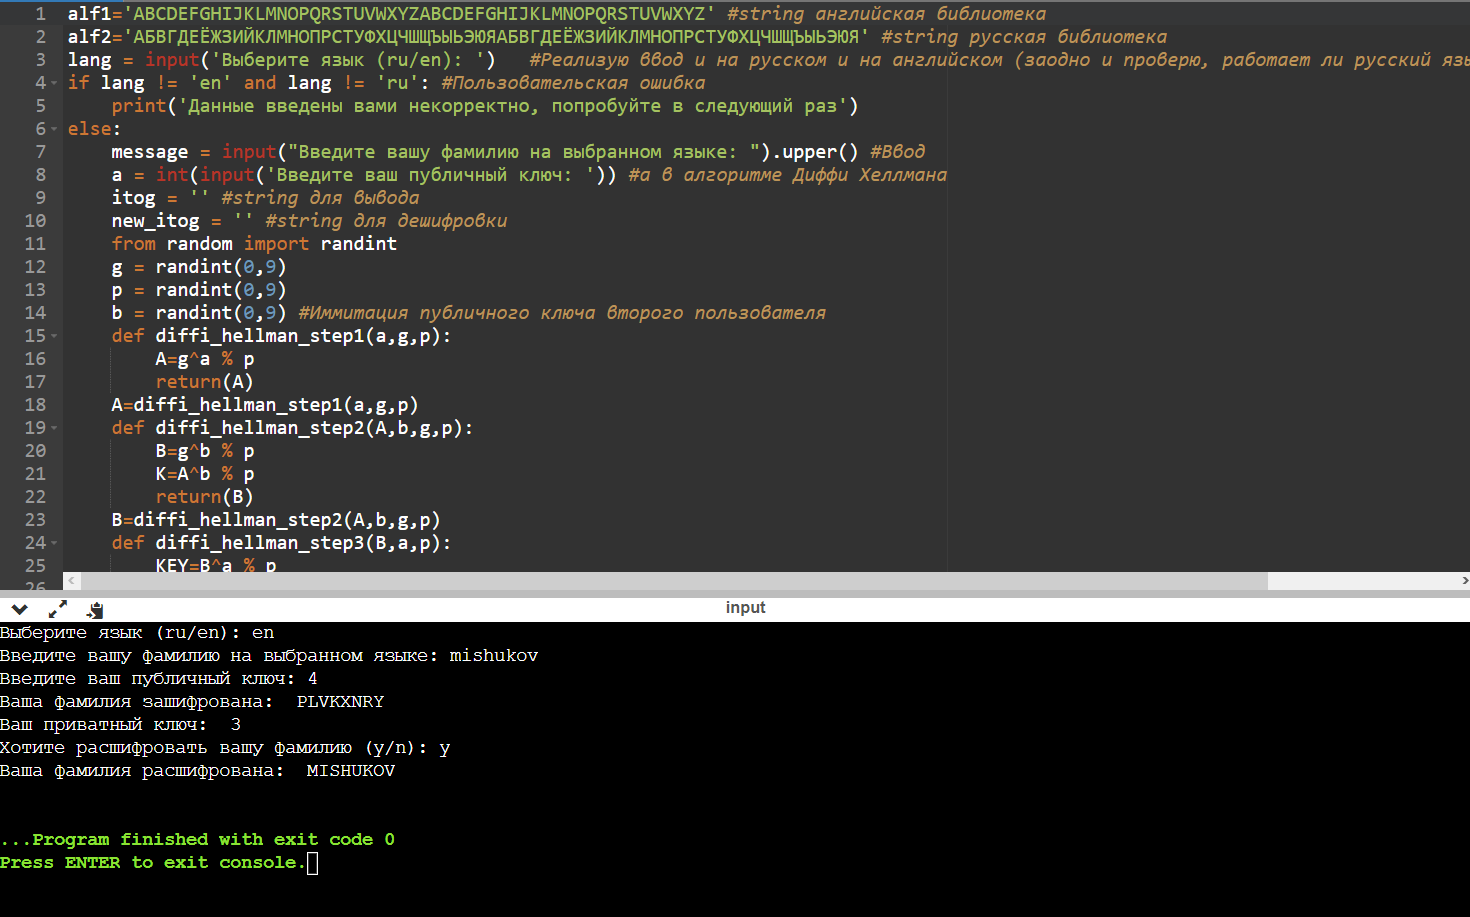 1 alf1='ABCDEFGHIJKLMNOPQRSTUVWXYZABCDEFGHIJKLMNOPQRSTUVWXYZ' #string английская библиотека
2 alf2='АБВГДЕЁЖЗИЙКЛМНОПРСТУФХЦЧШЩЪЫЬЭЮЯАБВГДЕЁЖЗИЙКЛМНОПРСТУФХЦЧШЩЪЫЬЭЮЯ' #string русская библиотека
3 lang = input('Выберите язык (ru/en): ')   #Реализую ввод и на русском и на английском (заодно и проверю, работает ли русский язы
4 if lang != 'en' and lang != 'ru': #Пользовательская ошибка
5     print('Данные введены вами некорректно, попробуйте в следующий раз')
6 else:
7     message = input("Введите вашу фамилию на выбранном языке: ").upper() #Ввод
8     a = int(input('Введите ваш публичный ключ: ')) #a в алгоритме Диффи Хеллмана
9     itog = '' #string для вывода
10     new_itog = '' #string для дешифровки
11     from random import randint
12     g = randint(0,9)
13     p = randint(0,9)
14     b = randint(0,9) #Иммитация публичного ключа второго пользователя
15     def diffi_hellman_step1(a,g,p):
16         A=g^a % p
17         return(A)
18     A=diffi_hellman_step1(a,g,p)
19     def diffi_hellman_step2(A,b,g,p):
20         B=g^b % p
21         K=A^b % p
22         return(B)
23     B=diffi_hellman_step2(A,b,g,p)
24     def diffi_hellman_step3(B,a,p):
25         KEY=B^a % p
26
input
Выберите язык (ru/en): en
Введите вашу фамилию на выбранном языке: mishukov
Введите ваш публичный ключ: 4
Ваша фамилия зашифрована:  PLVKXNRY
Ваш приватный ключ:  3
Хотите расшифровать вашу фамилию (y/n): y
Ваша фамилия расшифрована:  MISHUKOV
...Program finished with exit code 0
Press ENTER to exit console.